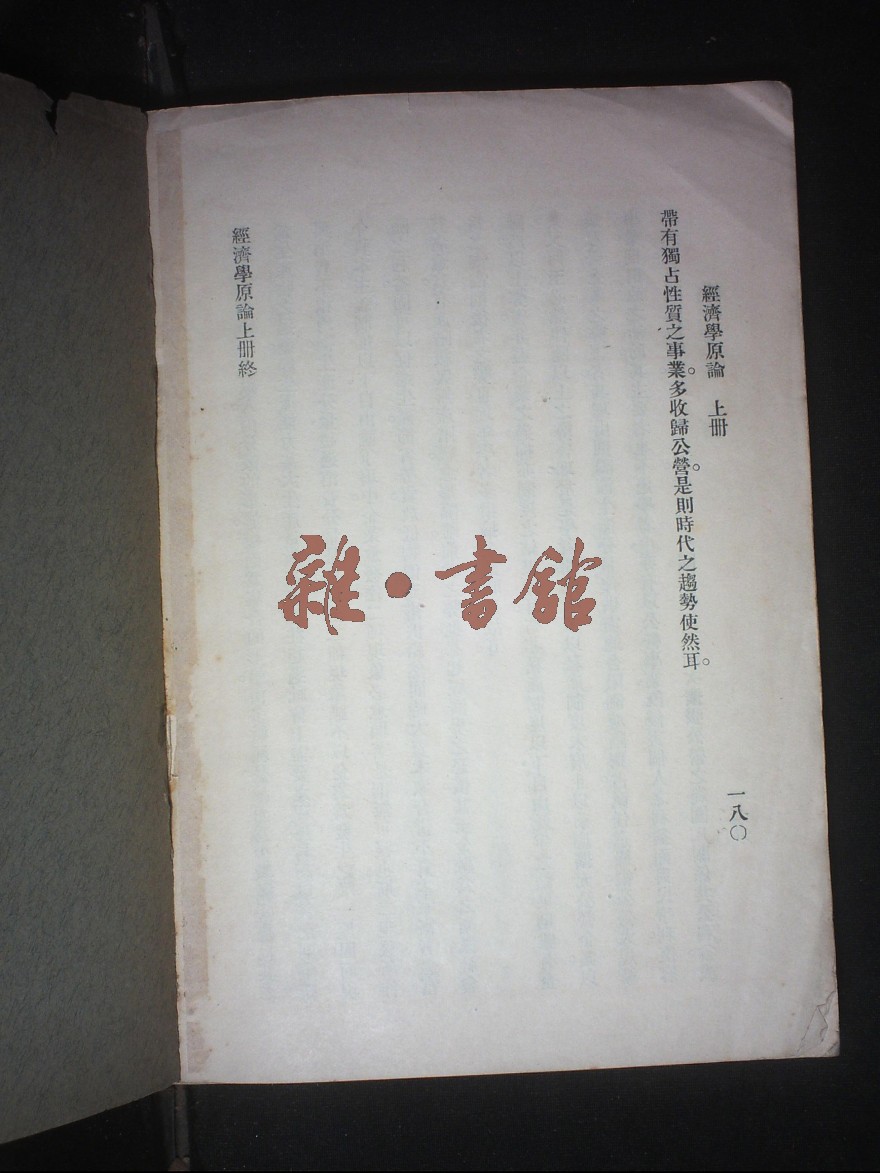 經濟學原論　上冊
一八〇
帶有獨占性質之事業。多收歸公營。是則時代之趨勢使然耳。
經濟學原論上冊終
雜・書館